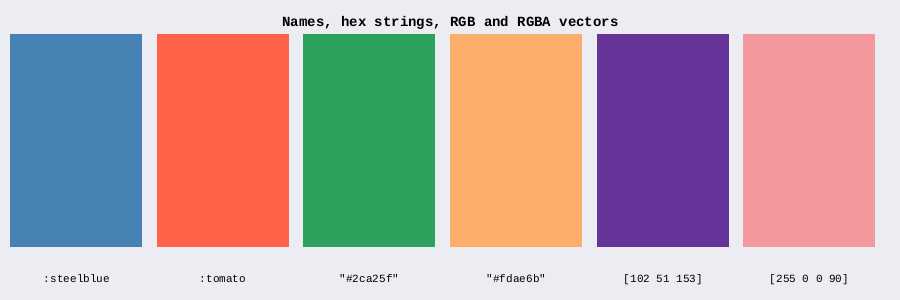 Names, hex strings, RGB and RGBA vectors
:steelblue :tomato "#2ca25f" "#fdae6b" [102 51 153] [255 0 0 90]